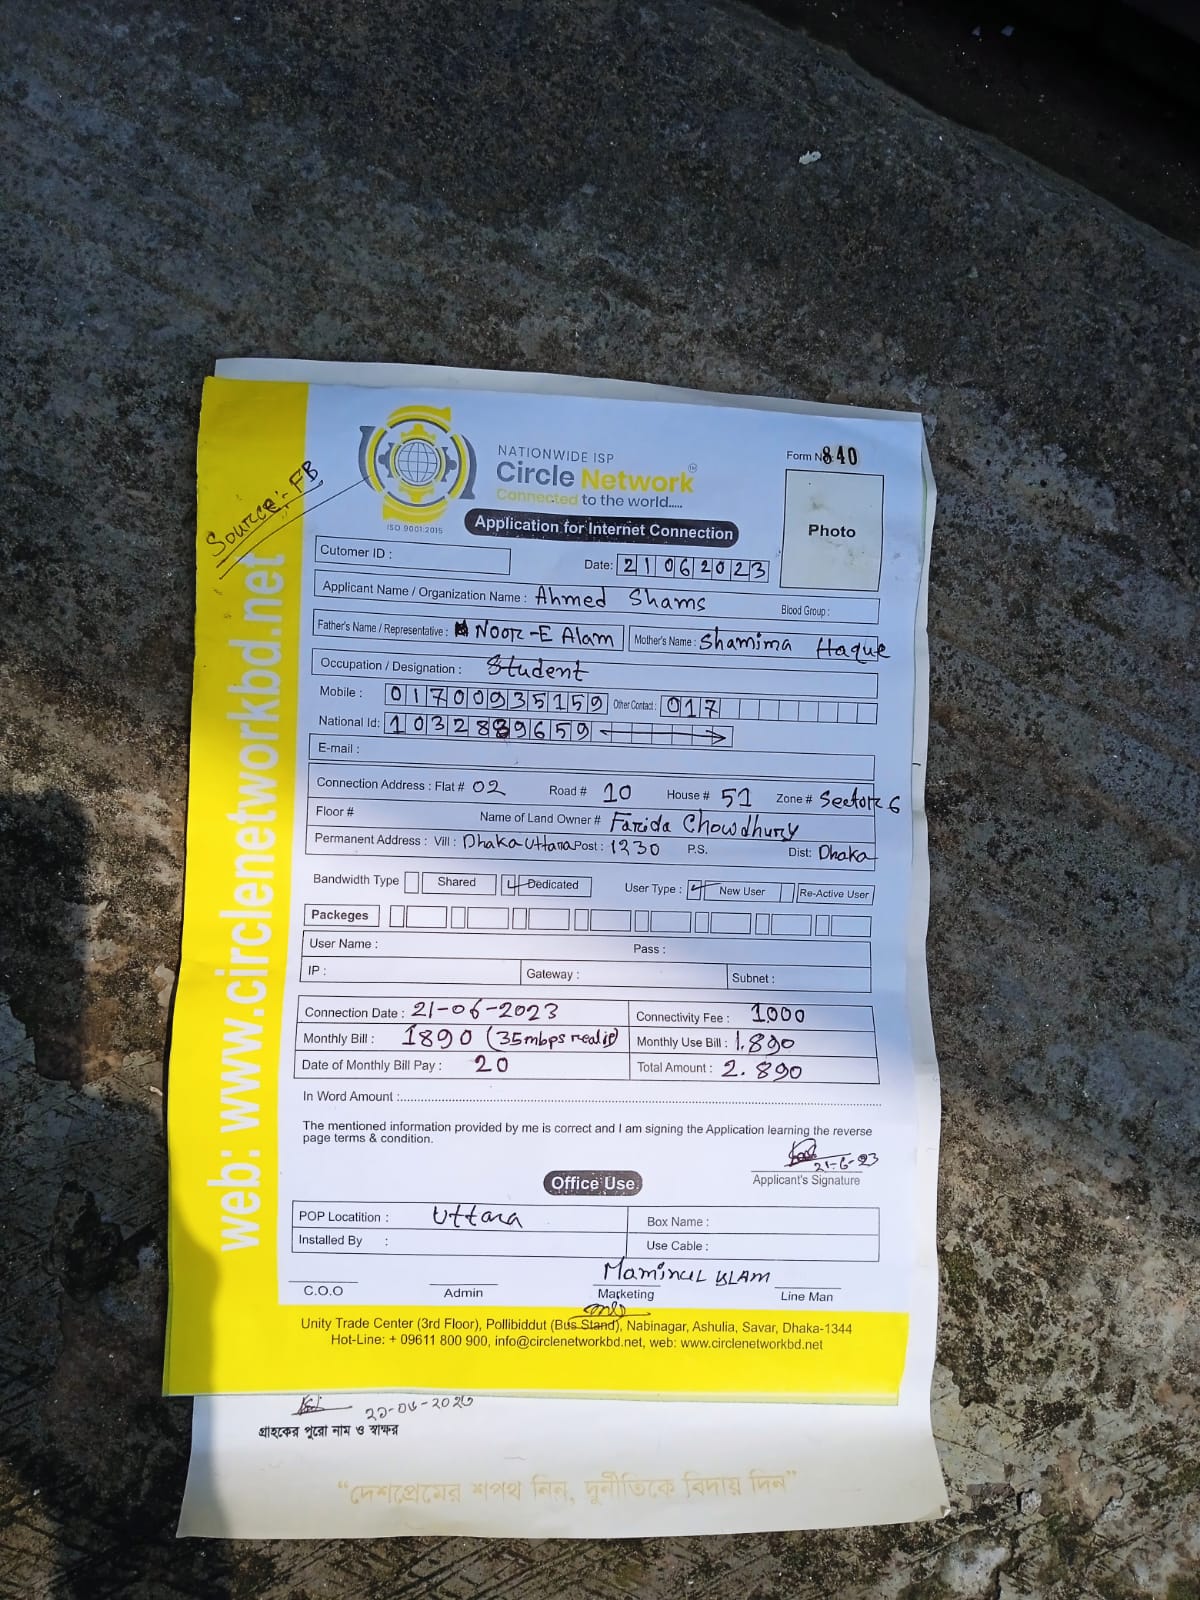 Source:- FB
web: www.circlenetworkbd.net
NATIONWIDE ISP
Circle Network
Connected to the world.....
ISO 9001:2015
Application for Internet Connection
Form N 840
Photo
Cutomer ID :
Date: 21062023
Applicant Name / Organization Name : Ahmed Shams Blood Group :
Father's Name / Representative : Noor-E Alam Mother's Name : Shamima Haque
Occupation / Designation : Student
Mobile : 01700935159 Other Contact : 017
National Id: 1032889659
E-mail :
Connection Address : Flat # 02 Road # 10 House # 51 Zone # Sector 6
Floor # Name of Land Owner # Farida Chowdhury
Permanent Address : Vill : Dhaka Uttara Post : 1230 P.S. Dist: Dhaka
Bandwidth Type Shared Dedicated User Type : New User Re-Active User
Packeges
User Name : Pass :
IP : Gateway : Subnet :
Connection Date : 21-06-2023 Connectivity Fee : 1000
Monthly Bill : 1890 (35mbps realip) Monthly Use Bill : 1.890
Date of Monthly Bill Pay : 20 Total Amount : 2.890
In Word Amount :
The mentioned information provided by me is correct and I am signing the Application learning the reverse
page terms & condition.
21-6-23
Applicant's Signature
Office Use
POP Locatition : Uttara Box Name :
Installed By : Use Cable :
Maminul Islam
C.O.O Admin Marketing Line Man
Unity Trade Center (3rd Floor), Pollibiddut (Bus Stand), Nabinagar, Ashulia, Savar, Dhaka-1344
Hot-Line: + 09611 800 900, info@circlenetworkbd.net, web: www.circlenetworkbd.net
২১-০৬-২০২৩
গ্রাহকের পুরো নাম ও স্বাক্ষর
“দেশপ্রেমের শপথ নিন, দুর্নীতিকে বিদায় দিন”